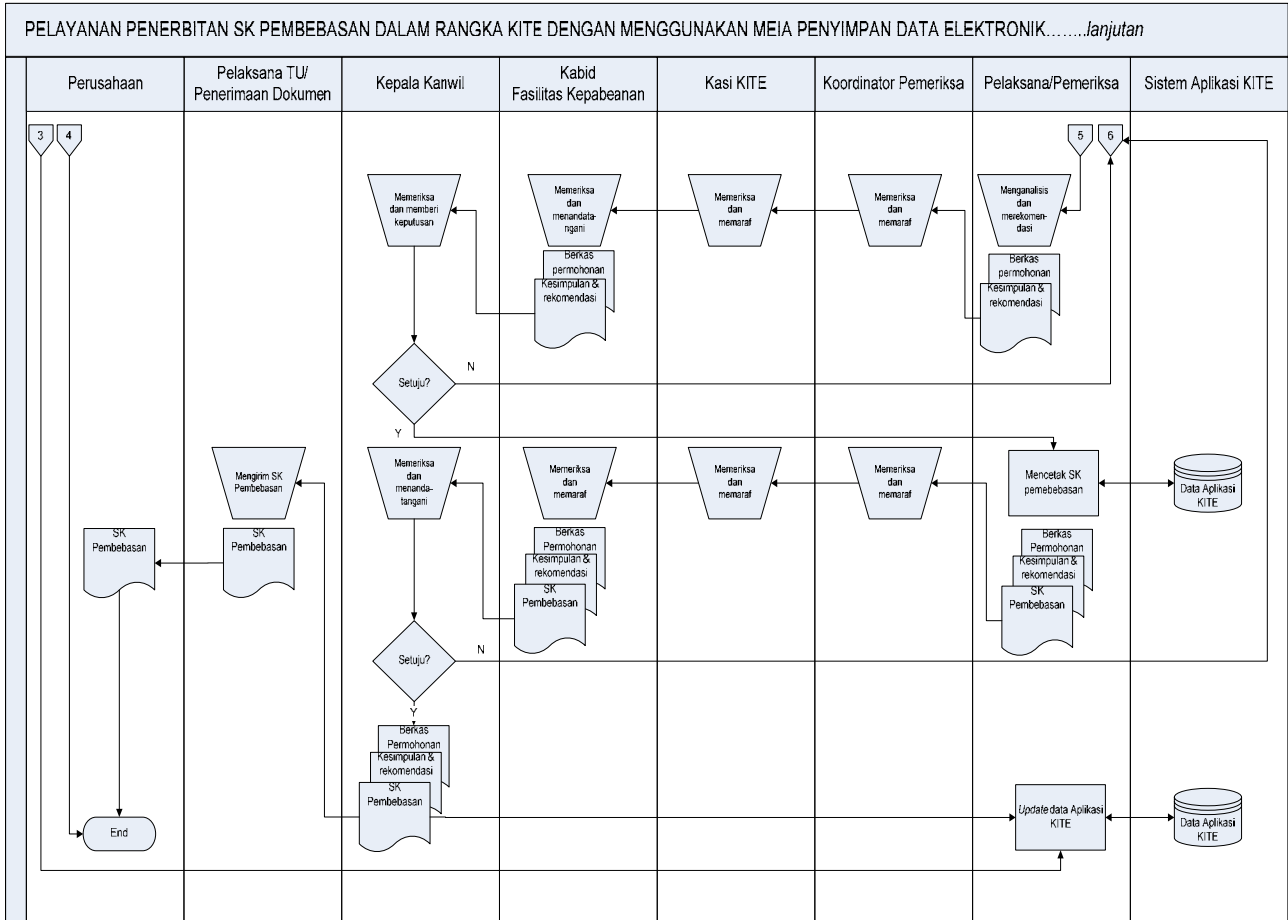 PELAYANAN PENERBITAN SK PEMBEBASAN DALAM RANGKA KITE DENGAN MENGGUNAKAN MEIA PENYIMPAN DATA ELEKTRONIK........lanjutan
Perusahaan
Pelaksana TU/
Penerimaan Dokumen
Kepala Kanwil
Kabid
Fasilitas Kepabeanan
Kasi KITE
Koordinator Pemeriksa
Pelaksana/Pemeriksa
Sistem Aplikasi KITE
3
4
5
6
Memeriksa
dan memberi
keputusan
Memeriksa
dan
menandata-
ngani
Memeriksa
dan
memaraf
Memeriksa
dan
memaraf
Menganalisis
dan
merekomen-
dasi
Berkas
permohonan
Kesimpulan &
rekomendasi
Berkas
permohonan
Kesimpulan &
rekomendasi
Setuju?
N
Y
Mengirim SK
Pembebasan
Memeriksa
dan
menanda-
tangani
Memeriksa
dan
memaraf
Memeriksa
dan
memaraf
Memeriksa
dan
memaraf
Mencetak SK
pemebebasan
Data Aplikasi
KITE
SK
Pembebasan
SK
Pembebasan
Berkas
Permohonan
Kesimpulan &
rekomendasi
SK
Pembebasan
Berkas
Permohonan
Kesimpulan &
rekomendasi
SK
Pembebasan
Setuju?
N
Y
Berkas
Permohonan
Kesimpulan &
rekomendasi
SK
Pembebasan
End
Update data Aplikasi
KITE
Data Aplikasi
KITE